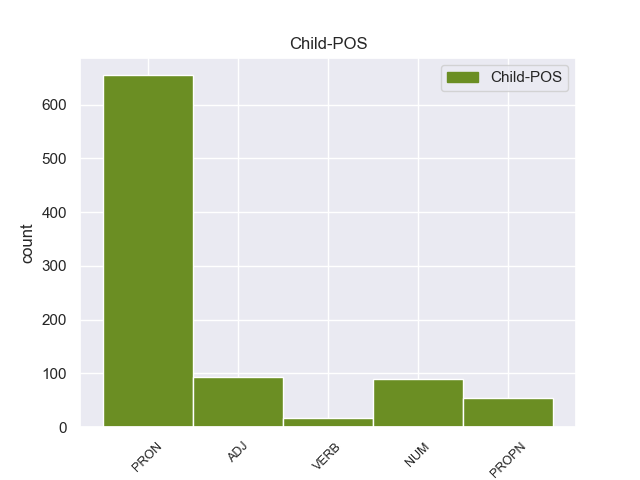 Child-POS
Child-POS
600
500
400
300
200
100
0
count
PRON
ADJ
VERB
NUM
PROPN